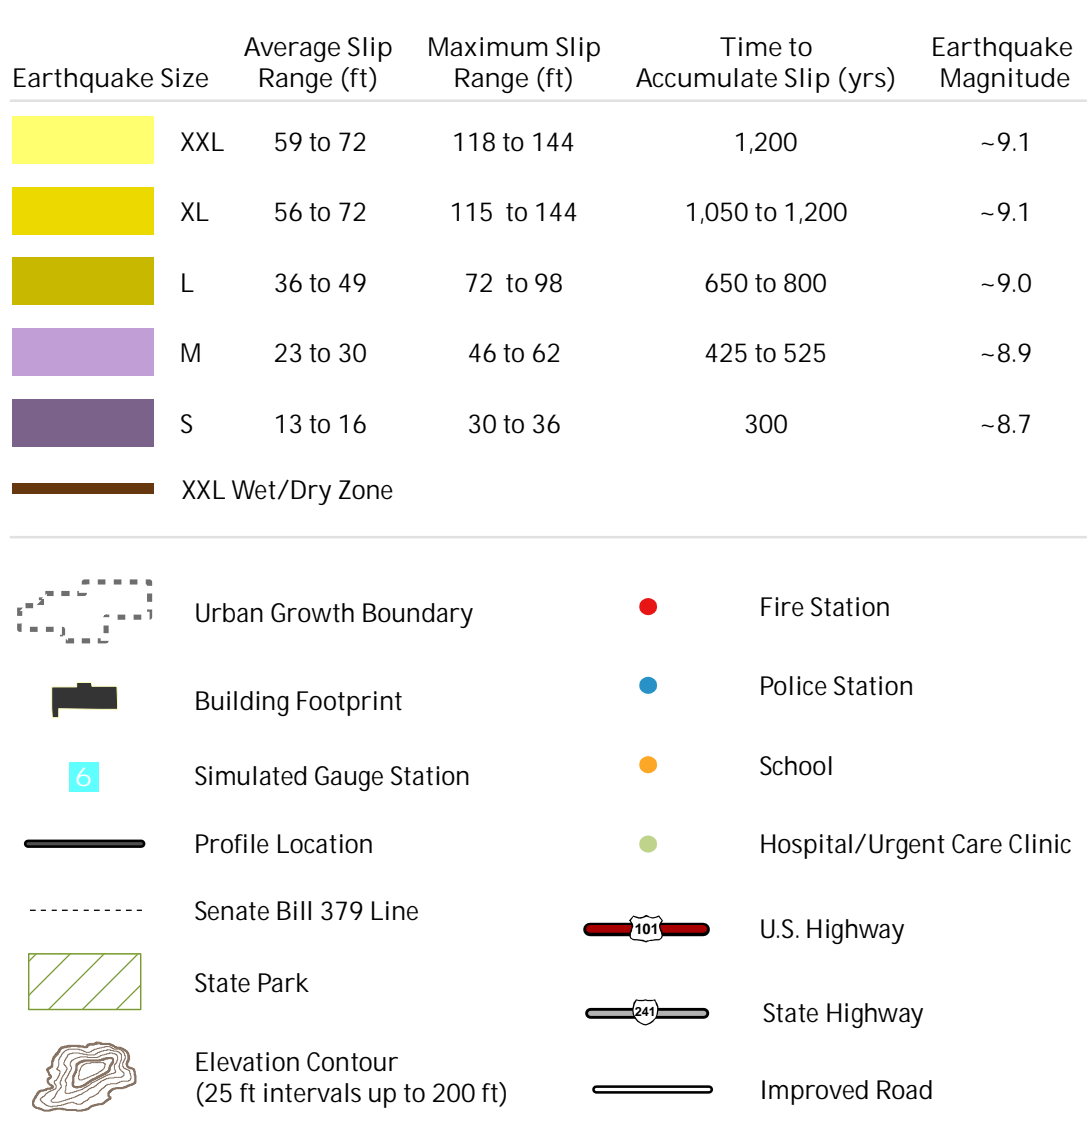 Average Slip Maximum Slip Time to Earthquake
Earthquake Size Range (ft) Range (ft) Accumulate Slip (yrs) Magnitude
XXL 59 to 72 118 to 144 1,200 ~9.1
XL 56 to 72 115 to 144 1,050 to 1,200 ~9.1
L 36 to 49 72 to 98 650 to 800 ~9.0
M 23 to 30 46 to 62 425 to 525 ~8.9
S 13 to 16 30 to 36 300 ~8.7
XXL Wet/Dry Zone
Urban Growth Boundary
Building Footprint
6 Simulated Gauge Station
Profile Location
Senate Bill 379 Line
State Park
Elevation Contour
(25 ft intervals up to 200 ft)
Fire Station
Police Station
School
Hospital/Urgent Care Clinic
101 U.S. Highway
241 State Highway
Improved Road